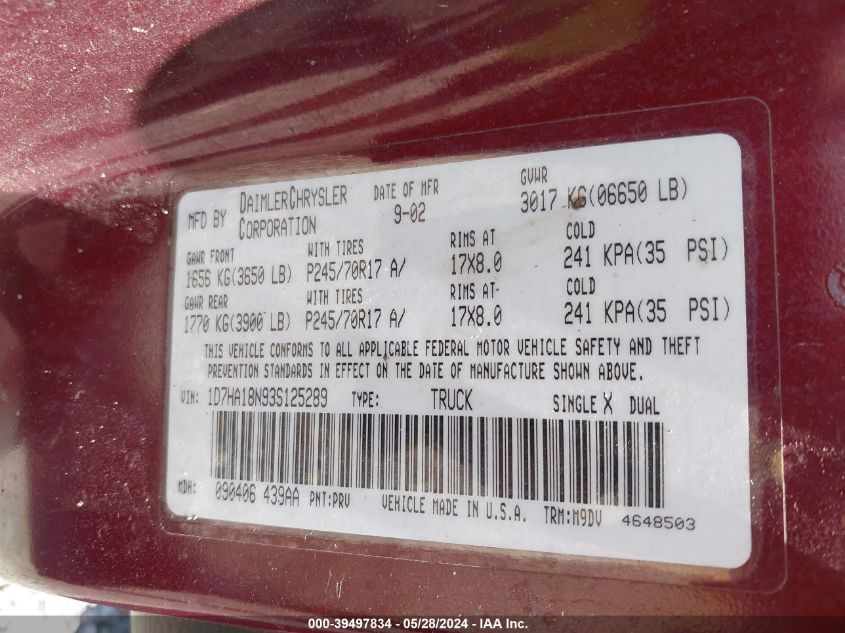 MFD BY DAIMLERCHRYSLER CORPORATION DATE OF MFR 9-02 GVWR 3017 KG(06650 LB)
GAWR FRONT WITH TIRES RIMS AT COLD
1656 KG(3650 LB) P245/70R17 A/ 17X8.0 241 KPA(35 PSI)
GAWR REAR WITH TIRES RIMS AT COLD
1770 KG(3900 LB) P245/70R17 A/ 17X8.0 241 KPA(35 PSI)
THIS VEHICLE CONFORMS TO ALL APPLICABLE FEDERAL MOTOR VEHICLE SAFETY AND THEFT
PREVENTION STANDARDS IN EFFECT ON THE DATE OF MANUFACTURE SHOWN ABOVE.
VIN: 1D7HA18N93S125289 TYPE: TRUCK SINGLE X DUAL
MDH: 090406 439AA PNT:PRV VEHICLE MADE IN U.S.A. TRM:M9DV 4648503
000-39497834 - 05/28/2024 - IAA Inc.